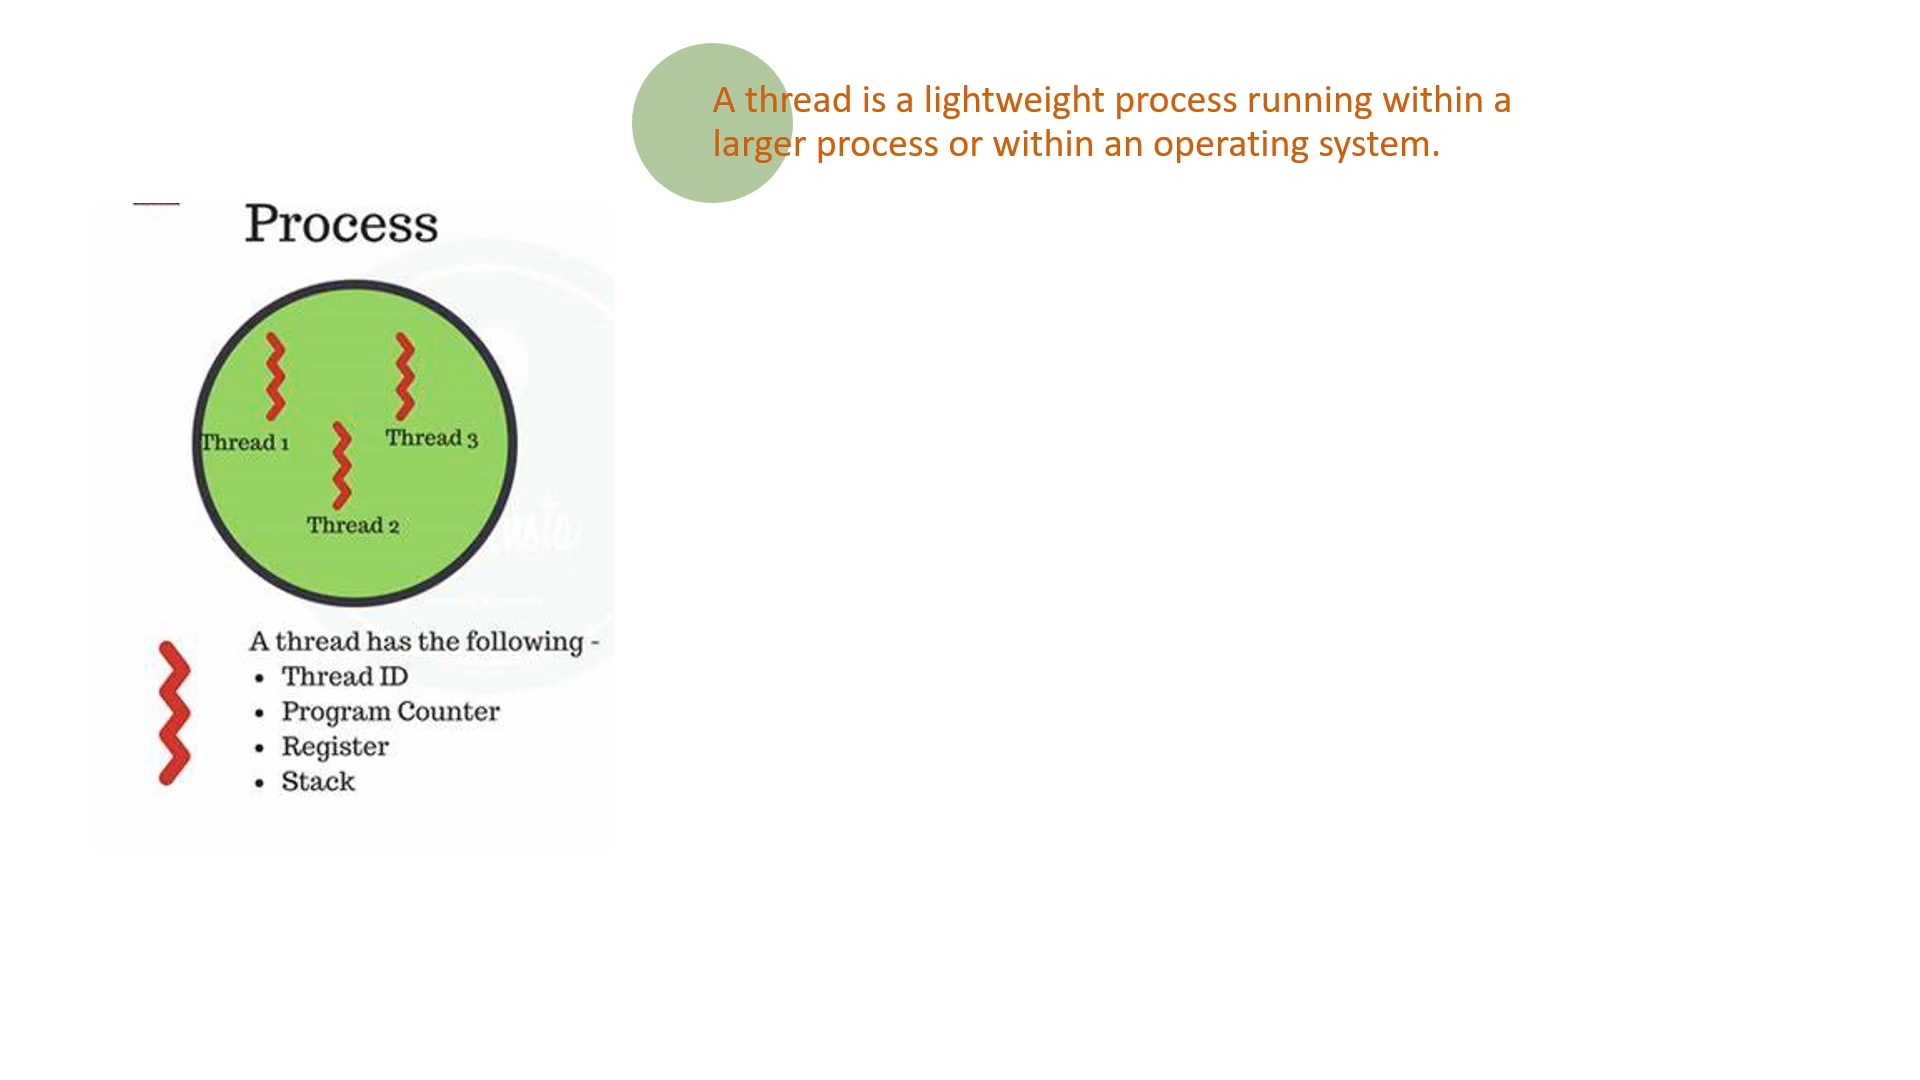 A thread is a lightweight process running within a
larger process or within an operating system.
Process
Thread 1
Thread 3
Thread 2
A thread has the following -
• Thread ID
• Program Counter
• Register
• Stack